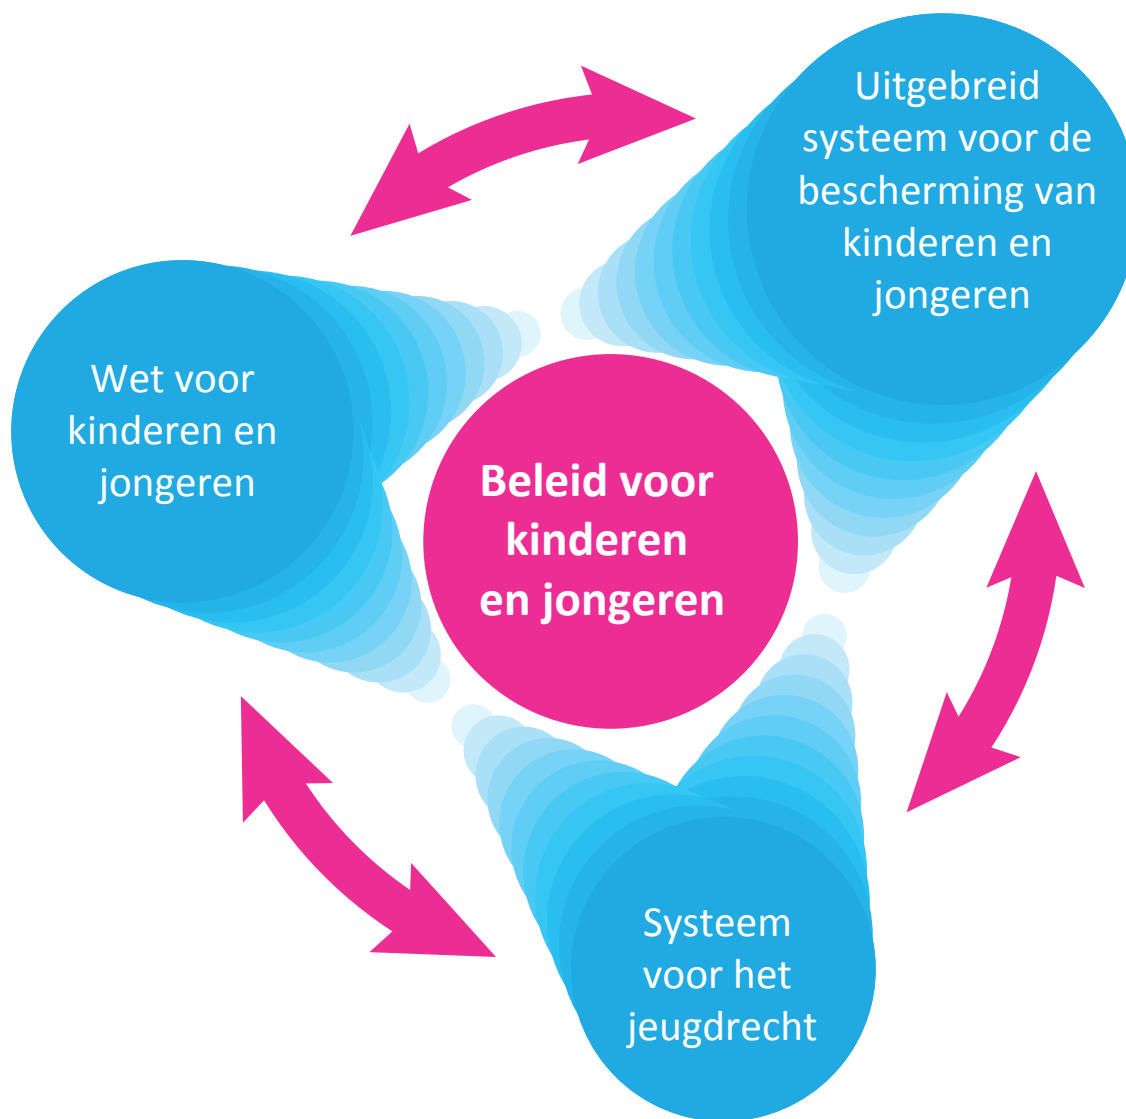 Uitgebreid
systeem voor de
bescherming van
kinderen en
jongeren
Wet voor
kinderen en
jongeren
Beleid voor
kinderen
en jongeren
Systeem
voor het
jeugdrecht